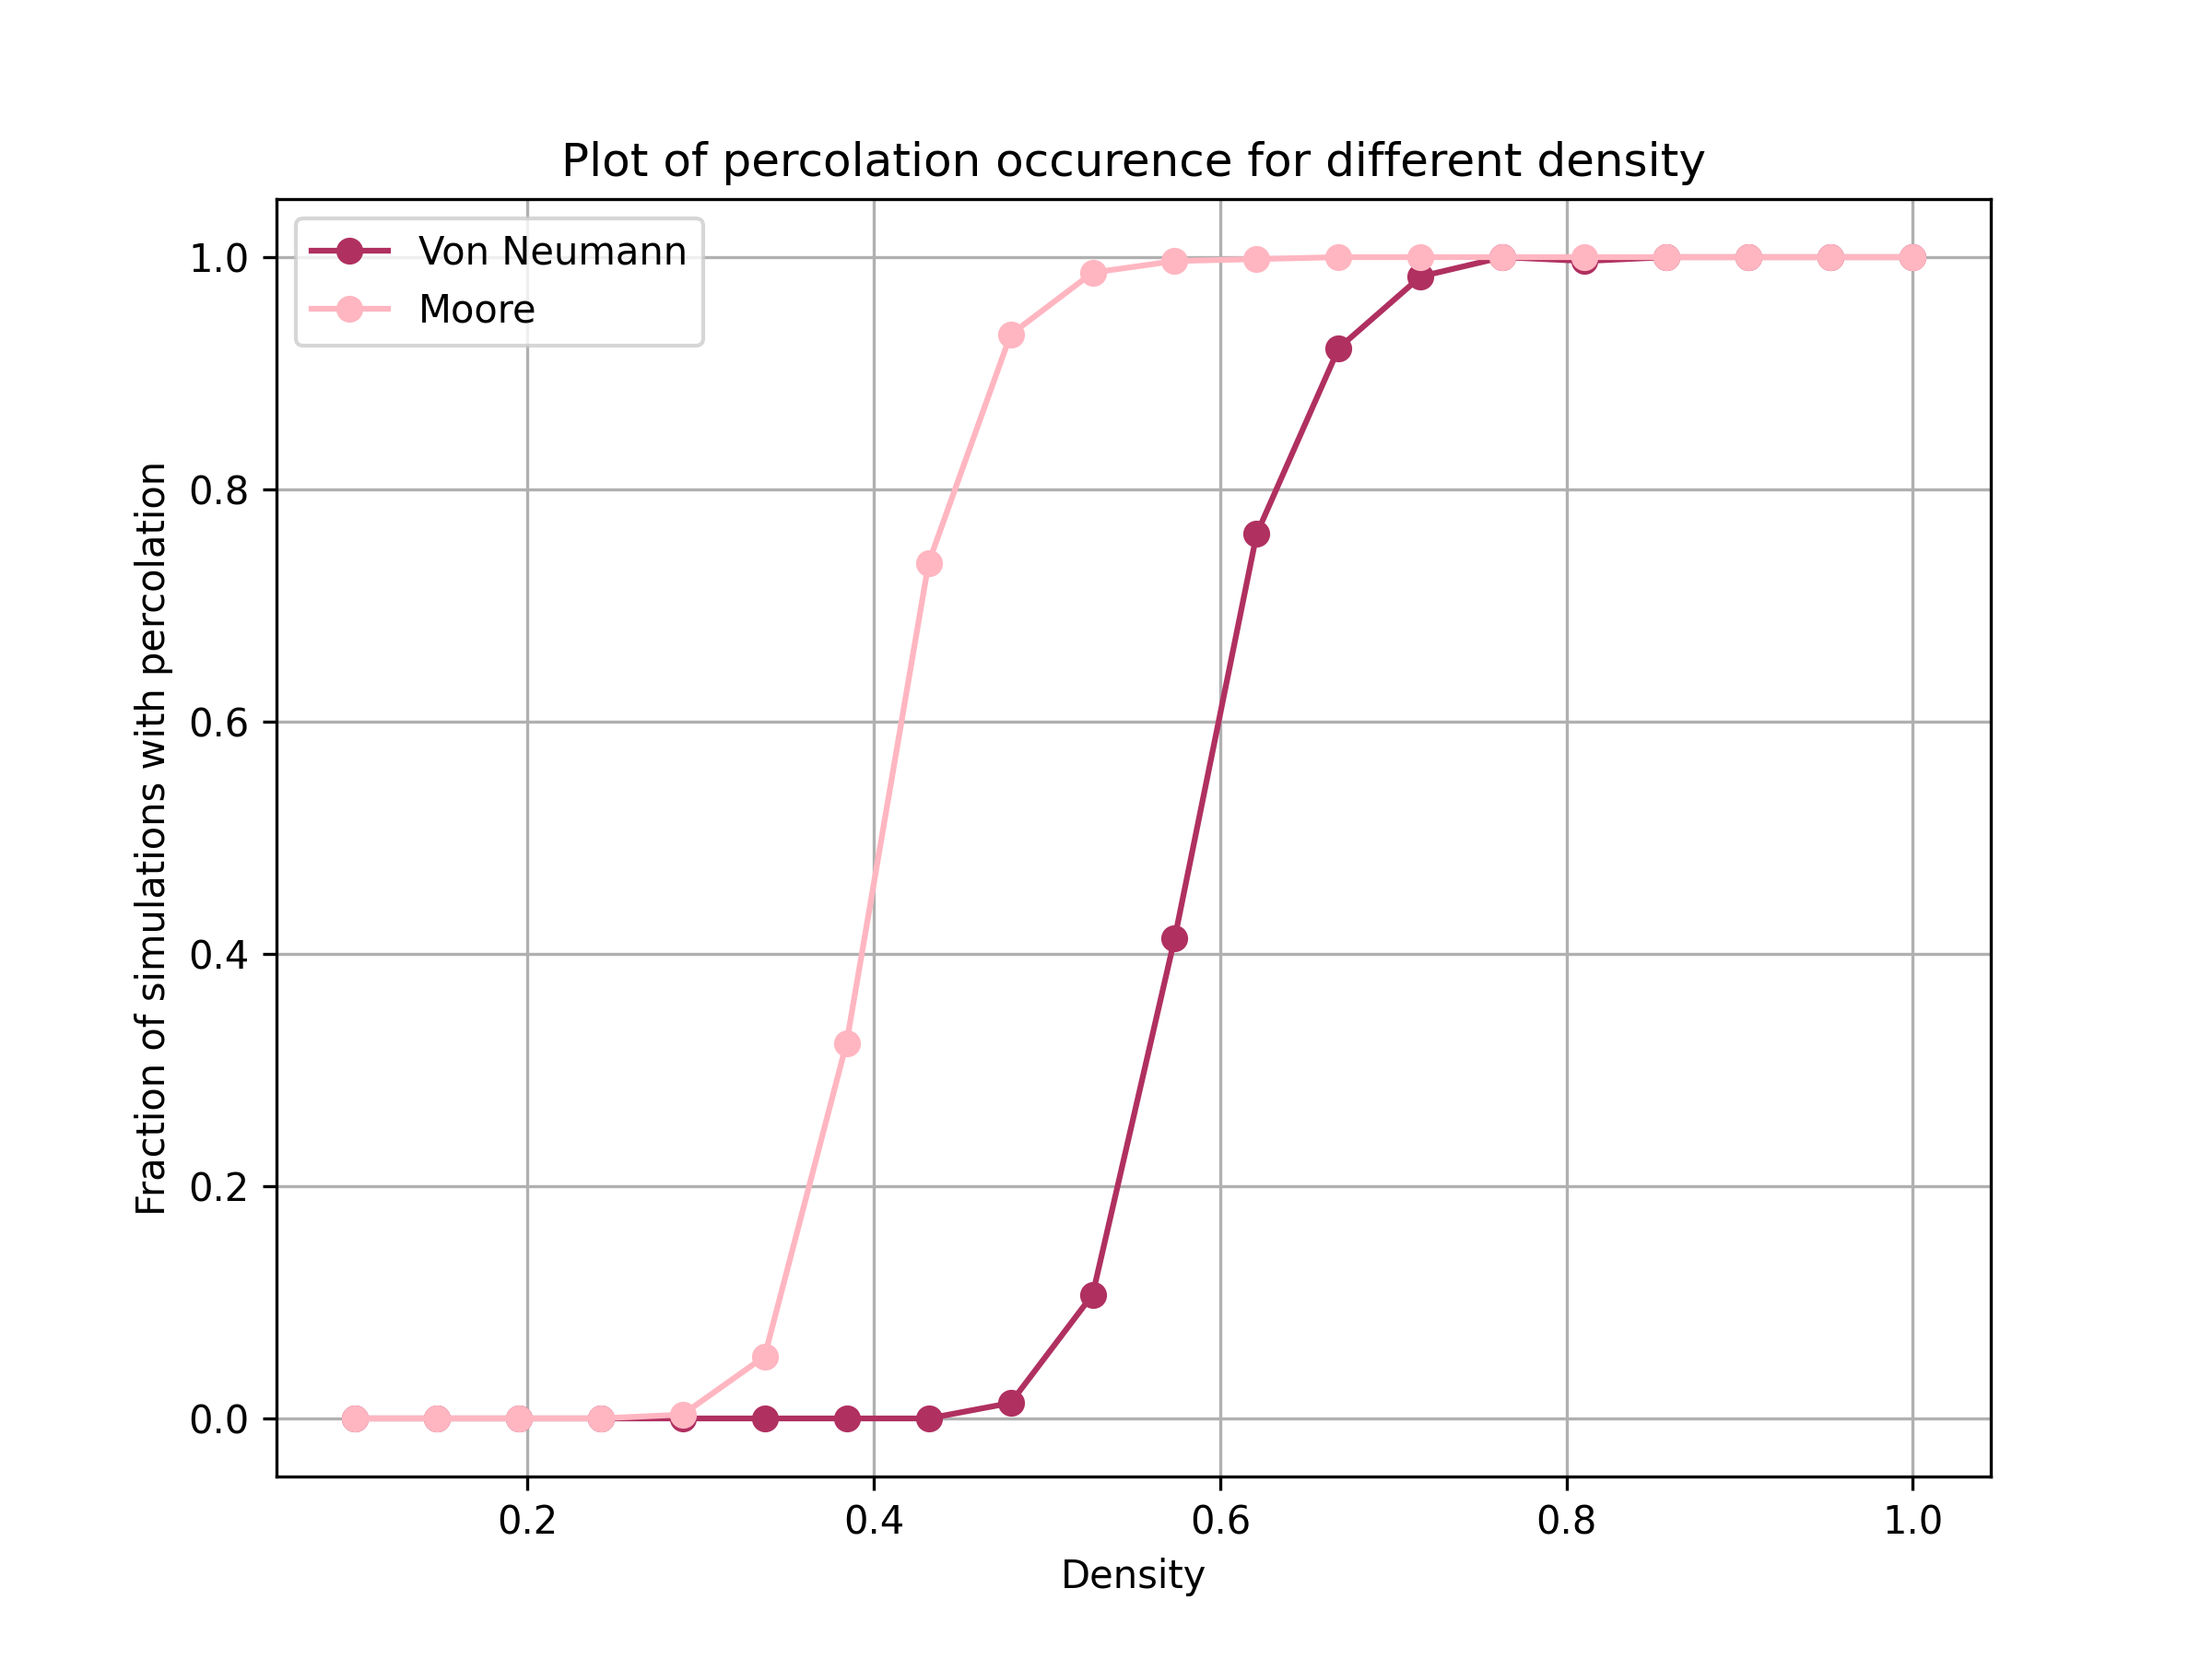 Plot of percolation occurence for different density
Von Neumann
Moore
1.0
0.8
0.6
0.4
0.2
0.0
Fraction of simulations with percolation
0.2 0.4 0.6 0.8 1.0
Density